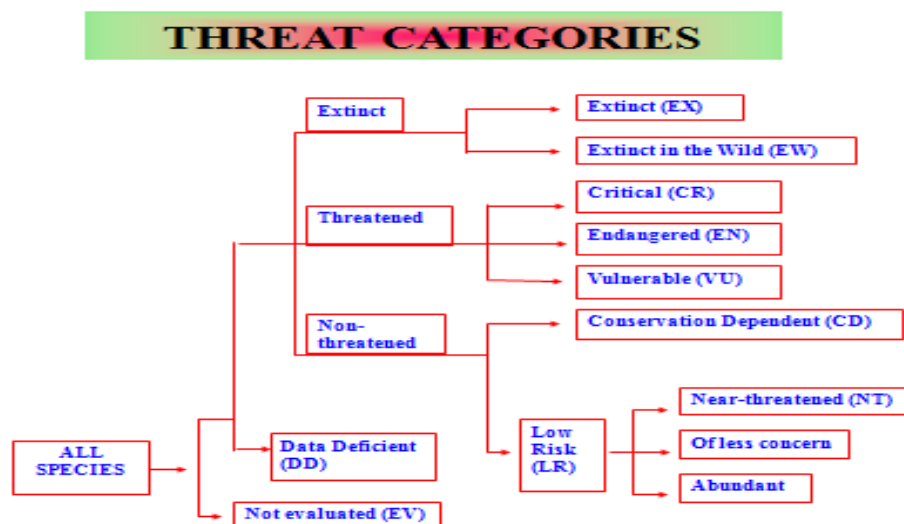 THREAT CATEGORIES
Extinct
Extinct (EX)
Extinct in the Wild (EW)
Threatened
Critical (CR)
Endangered (EN)
Vulnerable (VU)
Non-
threatened
Conservation Dependent (CD)
Low
Risk
(LR)
Near-threatened (NT)
Of less concern
Abundant
ALL
SPECIES
Data Deficient
(DD)
Not evaluated (EV)